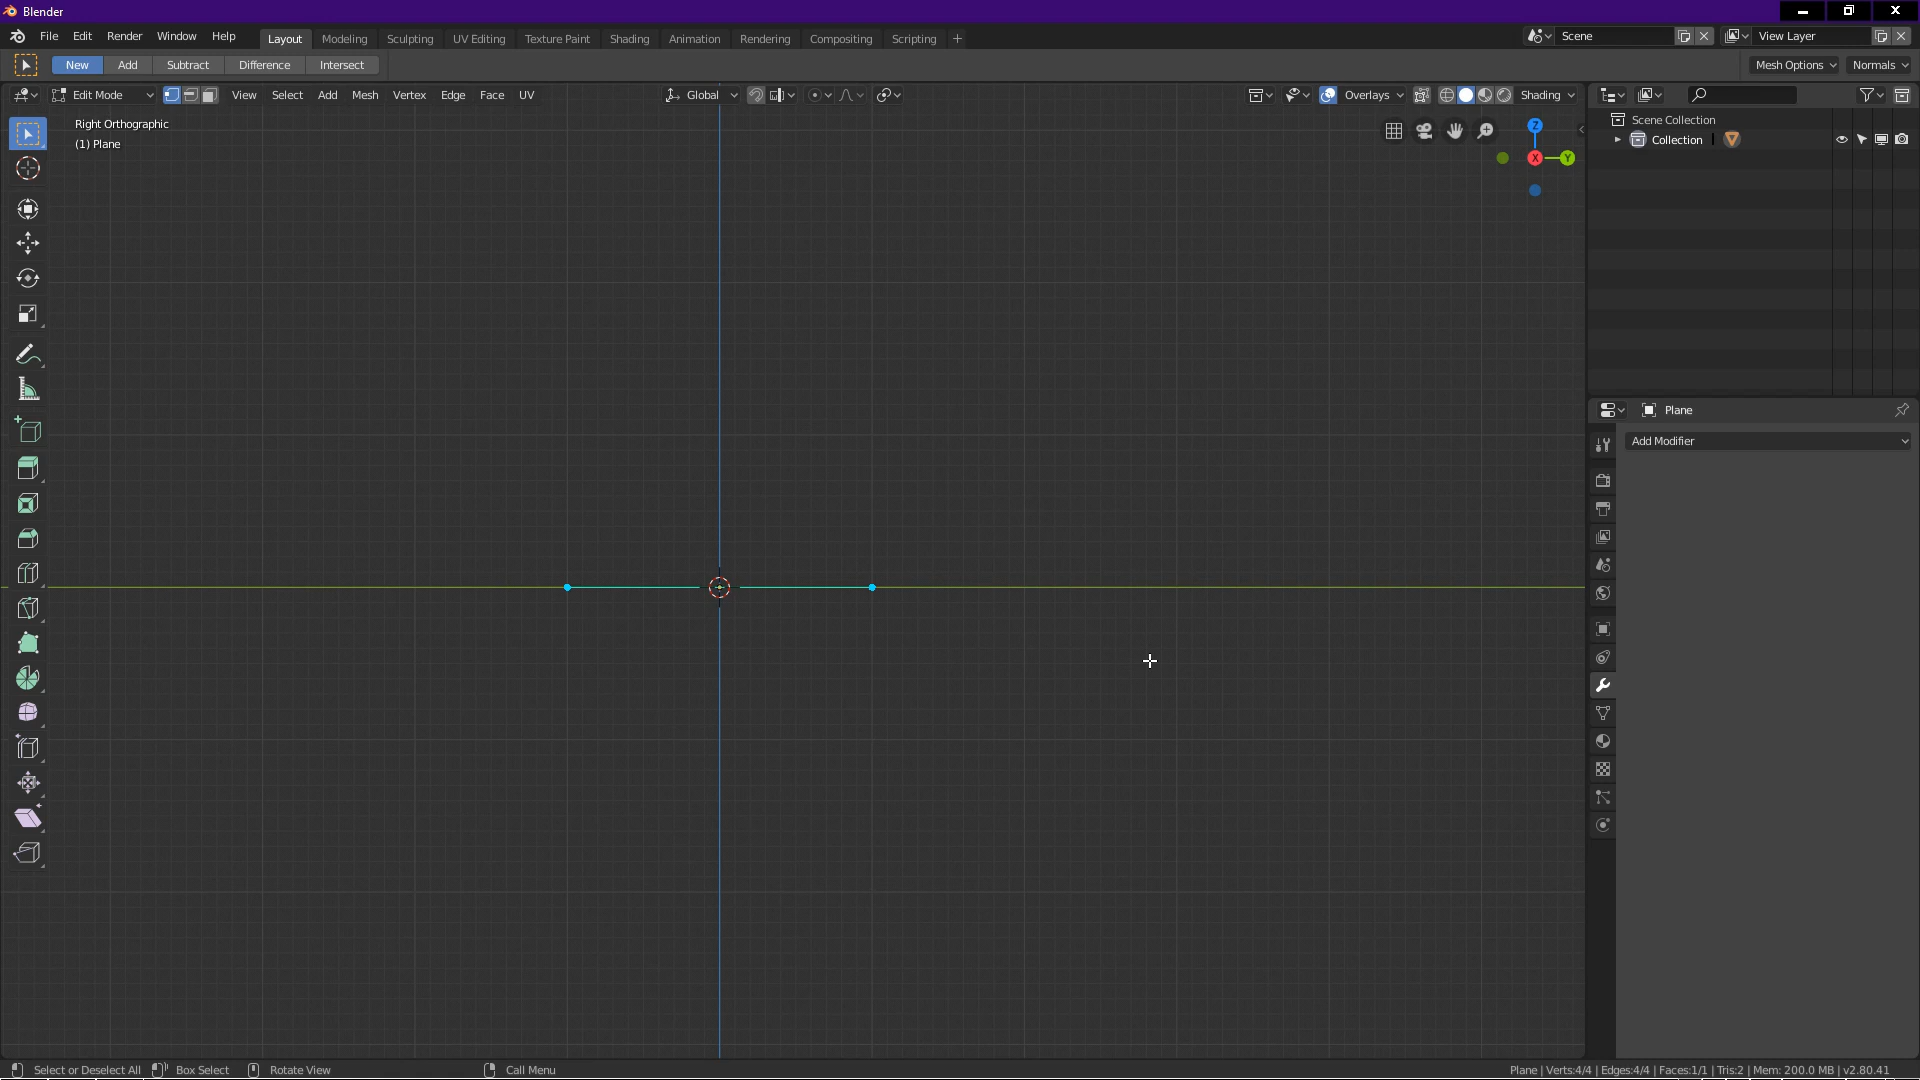 Blender
File Edit Render Window Help Layout Modeling Sculpting UV Editing Texture Paint Shading Animation Rendering Compositing Scripting + Scene View Layer
New Add Subtract Difference Intersect Mesh Options Normals
Edit Mode View Select Add Mesh Vertex Edge Face UV Global Overlays Shading
Right Orthographic
(1) Plane
Z
X
Y
Scene Collection
Collection
Plane
Add Modifier
Select or Deselect All Box Select Rotate View Call Menu Plane | Verts:4/4 | Edges:4/4 | Faces:1/1 | Tris:2 | Mem: 200.0 MB | v2.80.41